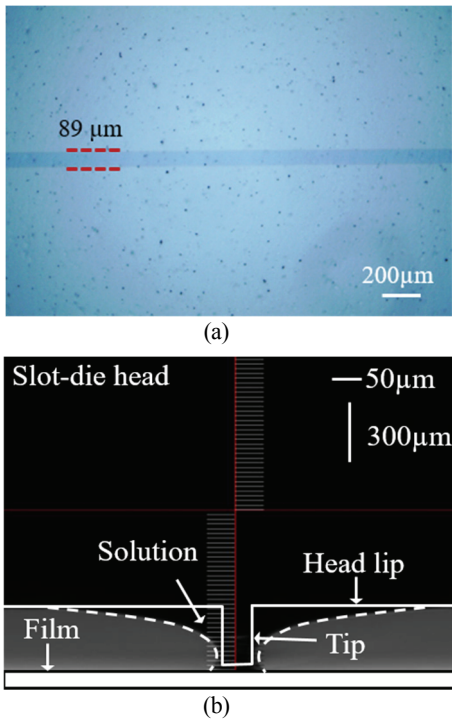 89 μm
200μm
(a)
Slot-die head
50μm
300μm
Solution
Head lip
Film
Tip
(b)